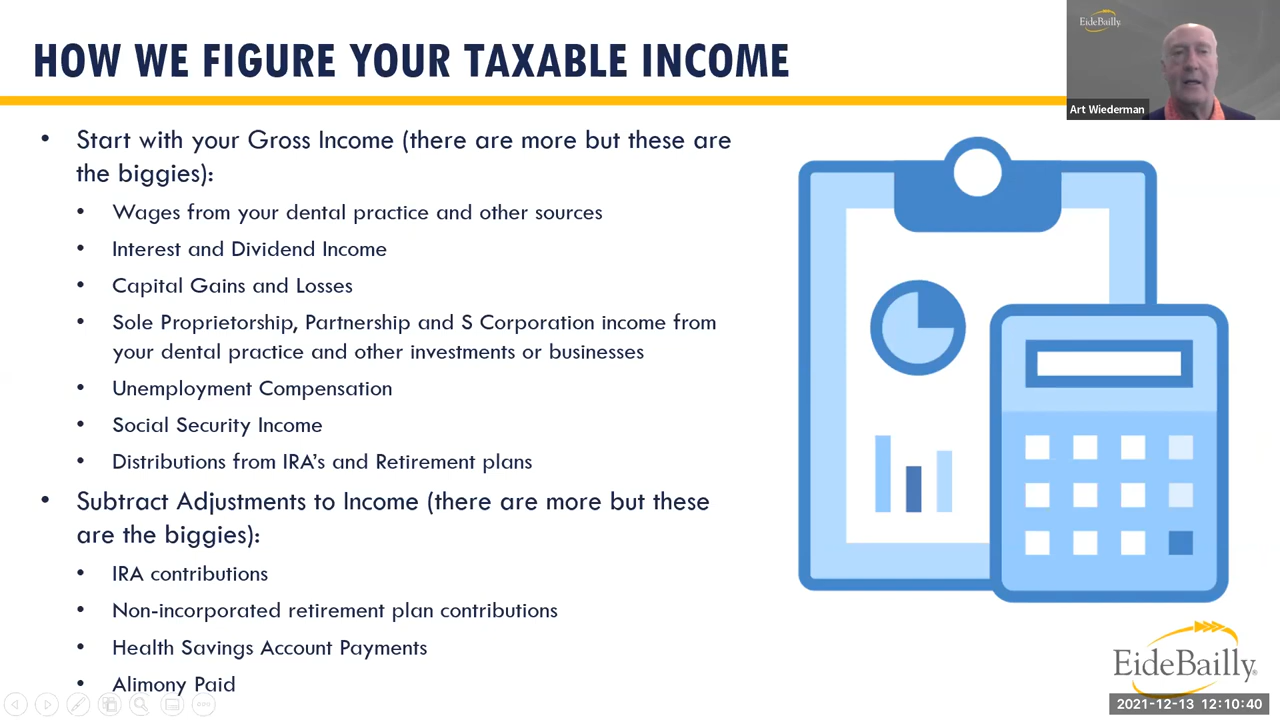 HOW WE FIGURE YOUR TAXABLE INCOME
EideBailly
Art Wiederman
• Start with your Gross Income (there are more but these are
the biggies):
• Wages from your dental practice and other sources
• Interest and Dividend Income
• Capital Gains and Losses
• Sole Proprietorship, Partnership and S Corporation income from
your dental practice and other investments or businesses
• Unemployment Compensation
• Social Security Income
• Distributions from IRA’s and Retirement plans
• Subtract Adjustments to Income (there are more but these
are the biggies):
• IRA contributions
• Non-incorporated retirement plan contributions
• Health Savings Account Payments
• Alimony Paid
EideBailly®
2021-12-13 12:10:40